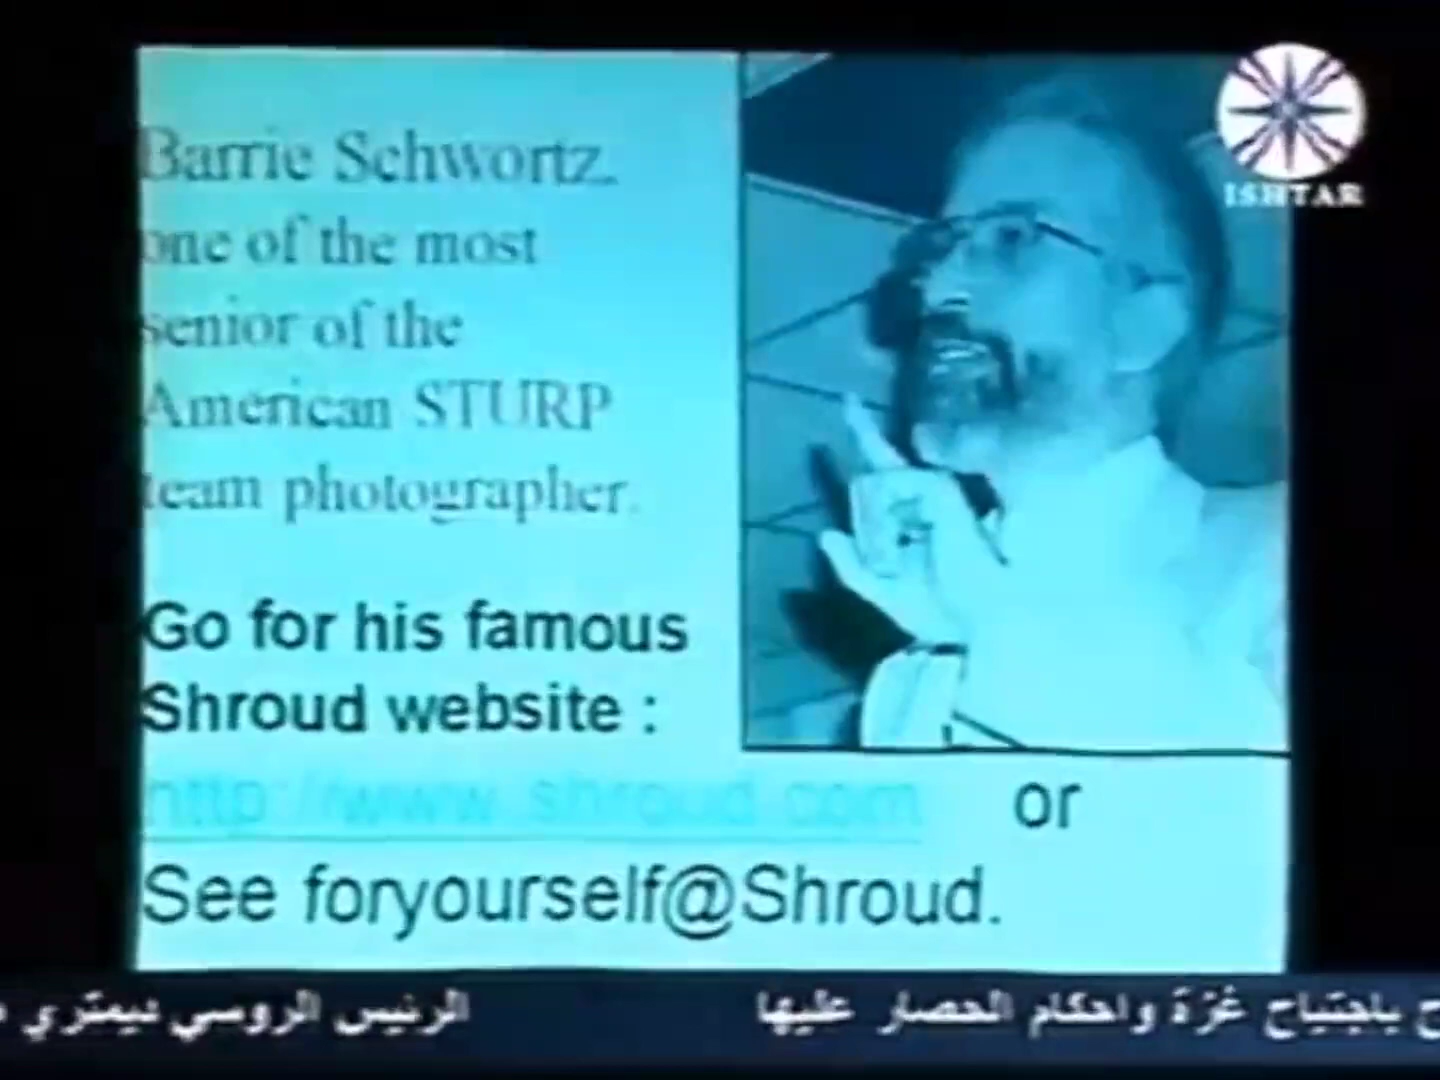 Barrie Schwortz.
one of the most
senior of the
American STURP
team photographer.
Go for his famous
Shroud website :
http://www.shroud.com or
See foryourself@Shroud.
ISHTAR
باجتياح غزة واحكام الحصار عليها
الرئيس الروسي ديمتري